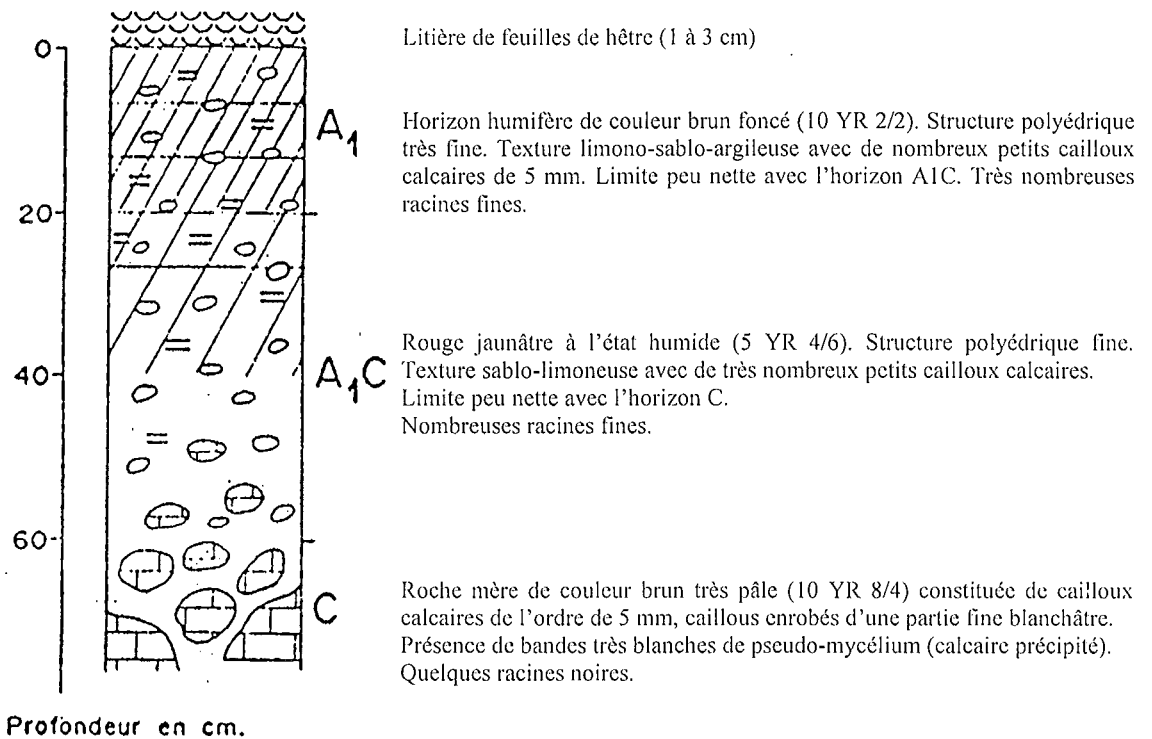 Litière de feuilles de hêtre (1 à 3 cm)
0
A1
Horizon humifère de couleur brun foncé (10 YR 2/2). Structure polyédrique
très fine. Texture limono-sablo-argileuse avec de nombreux petits cailloux
calcaires de 5 mm. Limite peu nette avec l'horizon A1C. Très nombreuses
racines fines.
20
Rouge jaunâtre à l'état humide (5 YR 4/6). Structure polyédrique fine.
Texture sablo-limoneuse avec de très nombreux petits cailloux calcaires.
Limite peu nette avec l'horizon C.
Nombreuses racines fines.
40
A1C
60
C
Roche mère de couleur brun très pâle (10 YR 8/4) constituée de cailloux
calcaires de l'ordre de 5 mm, caillous enrobés d'une partie fine blanchâtre.
Présence de bandes très blanches de pseudo-mycélium (calcaire précipité).
Quelques racines noires.
Profondeur en cm.